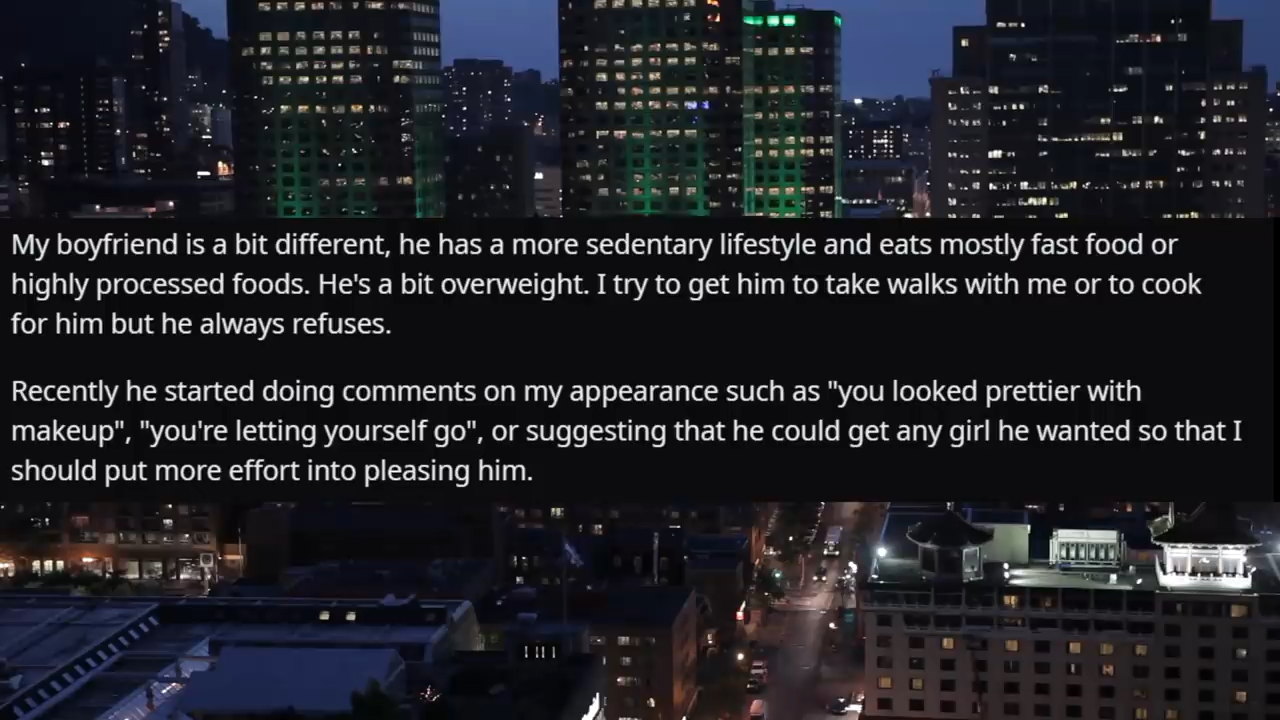 My boyfriend is a bit different, he has a more sedentary lifestyle and eats mostly fast food or
highly processed foods. He's a bit overweight. I try to get him to take walks with me or to cook
for him but he always refuses.
Recently he started doing comments on my appearance such as "you looked prettier with
makeup", "you're letting yourself go", or suggesting that he could get any girl he wanted so that I
should put more effort into pleasing him.